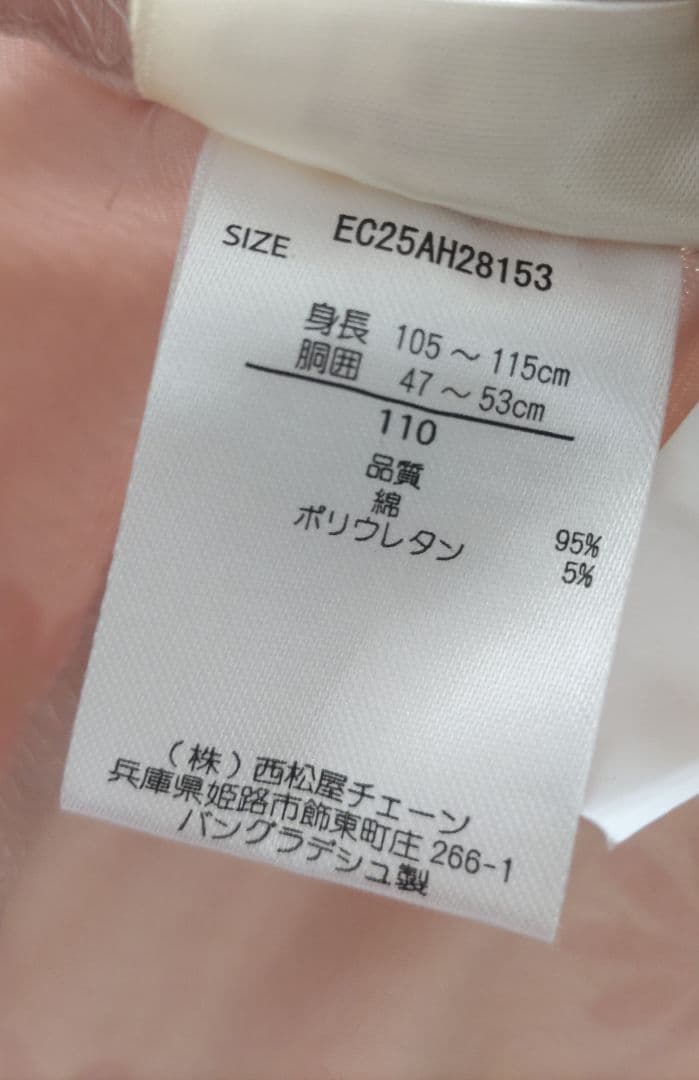 EC25AH28153
SIZE
身長 105～115cm
胴囲 47～53cm
110
品質
綿 95%
ポリウレタン 5%
(株)西松屋チェーン
兵庫県姫路市飾東町庄 266-1
バングラデシュ製